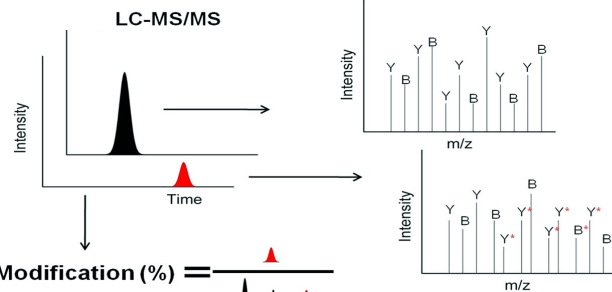 LC-MS/MS
Intensity
Time
Intensity
Y B Y B Y Y B Y Y B Y B
m/z
Intensity
Y B Y B Y* Y* B Y* Y* B* Y* B
m/z
Modification (%) =